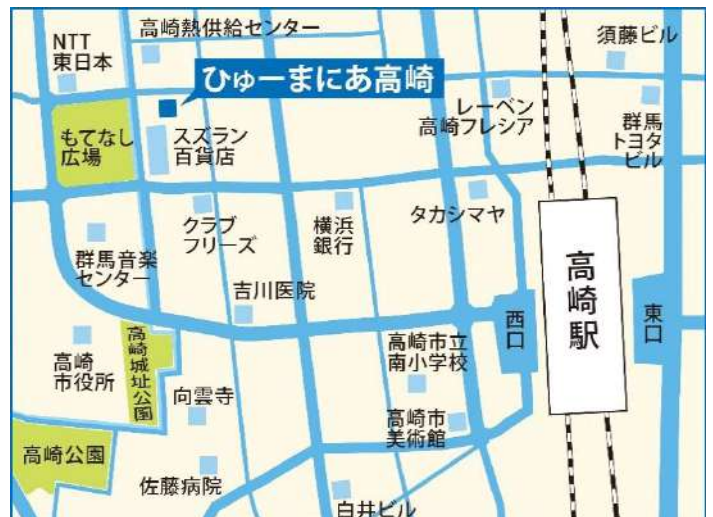 高崎熱供給センター
NTT
東日本
須藤ビル
ひゅーまにあ高崎
レーベン
高崎フレシア
群馬
トヨタ
ビル
もてなし
広場
スズラン
百貨店
クラブ
フリーズ
横浜
銀行
タカシマヤ
群馬音楽
センター
吉川医院
高崎駅
西口
東口
高崎
市役所
高崎城址公園
高崎市立
南小学校
向雲寺
高崎市
美術館
高崎公園
佐藤病院
白井ビル